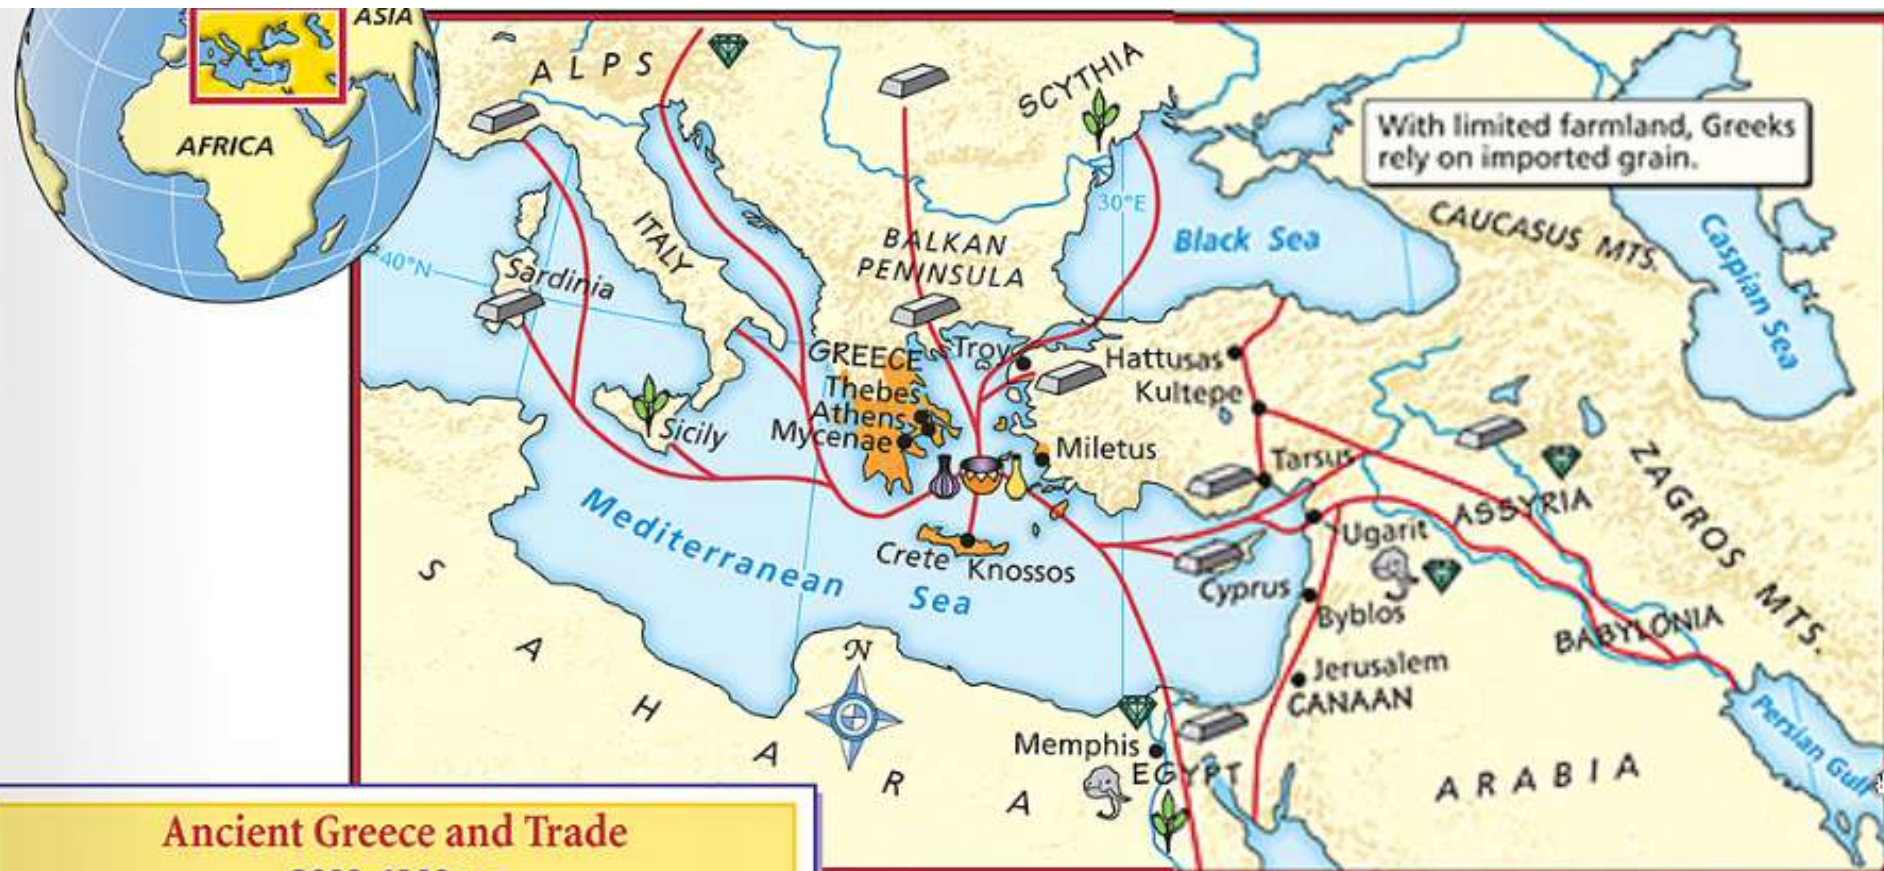 ASIA
AFRICA
ALPS
SCYTHIA
With limited farmland, Greeks
rely on imported grain.
30°E
40°N
ITALY
Sardinia
BALKAN
PENINSULA
Black Sea
CAUCASUS MTS.
Caspian Sea
GREECE
Troy
Hattusas
Kultepe
Thebes
Athens
Mycenae
Sicily
Miletus
Tarsus
ZAGROS MTS.
ASSYRIA
Mediterranean Sea
Crete Knossos
Ugarit
Cyprus
Byblos
BABYLONIA
SAHARA
N
Jerusalem
CANAAN
Persian Gulf
Memphis
EGYPT
ARABIA
Ancient Greece and Trade